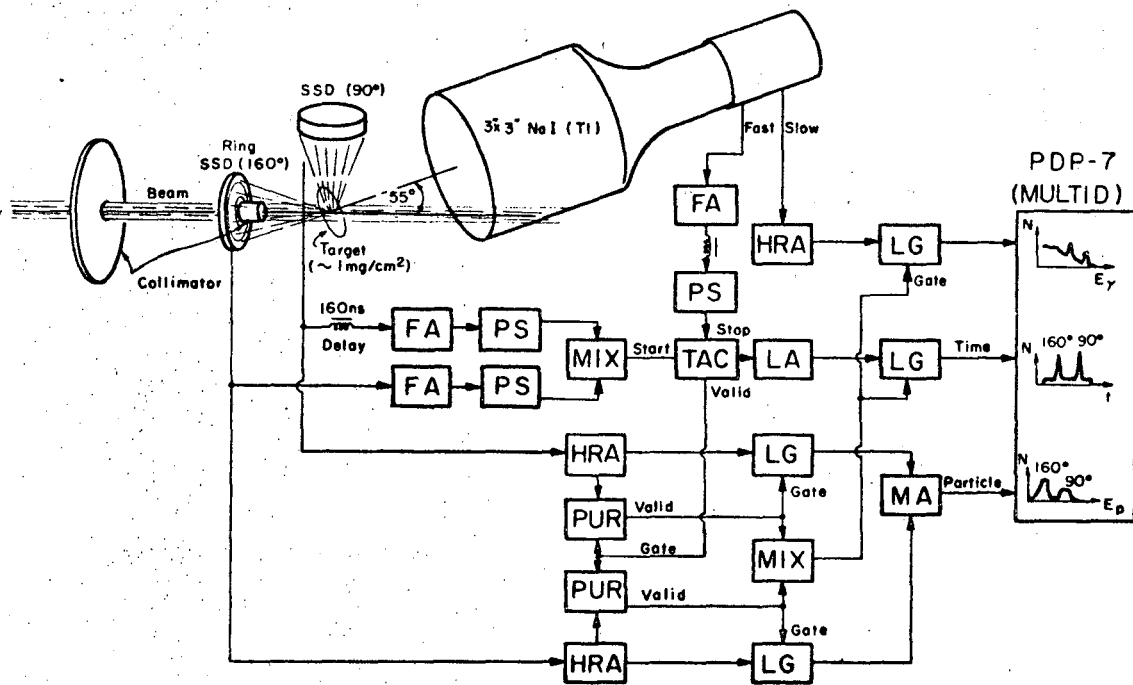 SSD (90°)
3"x 3" NaI (Tl)
Ring
SSD (160°)
Beam
55°
Target
(~ 1mg/cm²)
Collimator
Fast
Slow
PDP-7
(MULTID)
FA
HRA
LG
Gate
N
Eγ
PS
160ns
Delay
FA
PS
MIX
Start
Stop
TAC
LA
LG
Time
160° 90°
t
FA
PS
Valid
HRA
LG
Gate
MA
Particle
N
160°
90°
Ep
PUR
Valid
Gate
MIX
PUR
Valid
Gate
HRA
LG